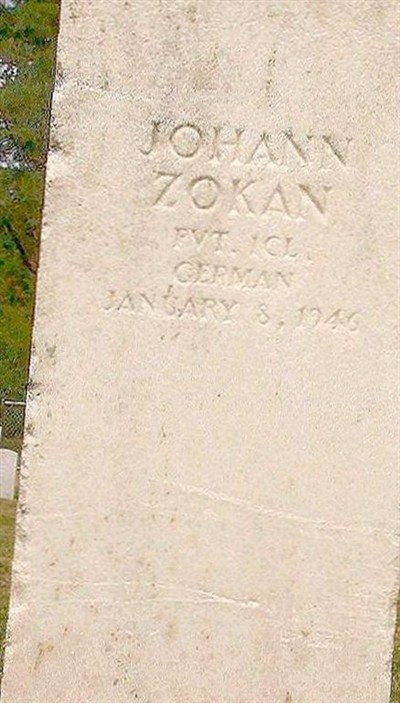 JOHANN
ZOKAN
PVT. 1CL.
GERMAN
JANUARY 8, 1946